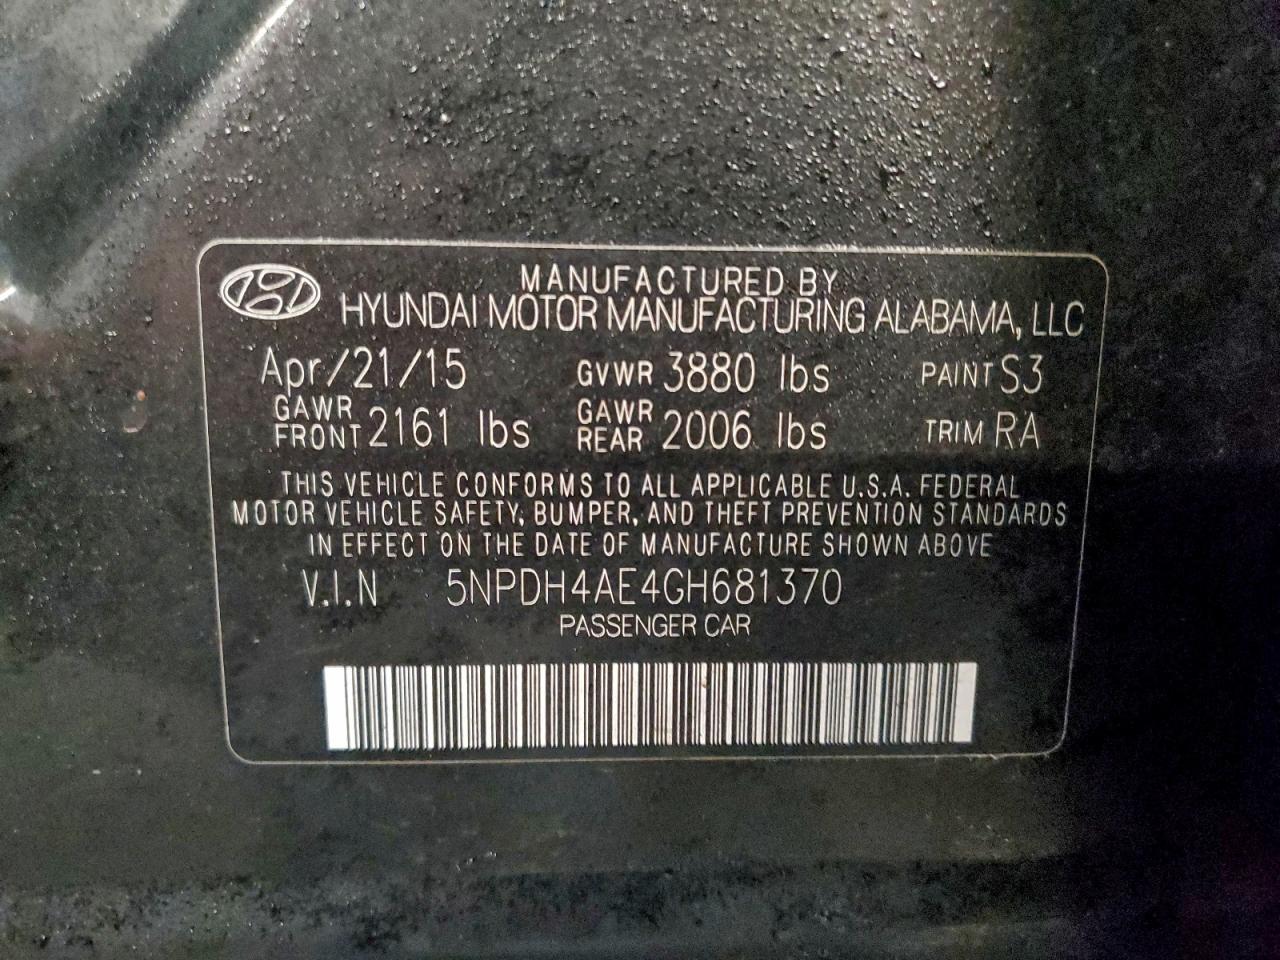 MANUFACTURED BY
HYUNDAI MOTOR MANUFACTURING ALABAMA, LLC
Apr/21/15 GVWR 3880 lbs PAINT S3
GAWR FRONT 2161 lbs GAWR REAR 2006 lbs TRIM RA
THIS VEHICLE CONFORMS TO ALL APPLICABLE U.S.A. FEDERAL
MOTOR VEHICLE SAFETY, BUMPER, AND THEFT PREVENTION STANDARDS
IN EFFECT ON THE DATE OF MANUFACTURE SHOWN ABOVE
V.I.N 5NPDH4AE4GH681370
PASSENGER CAR